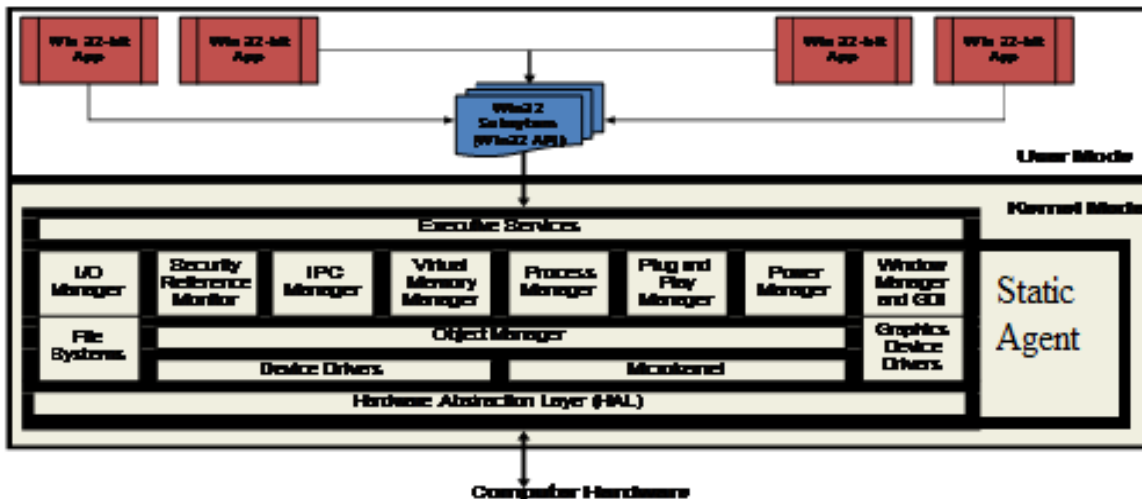 Win 32-bit
App
Win 32-bit
App
Win 32-bit
App
Win 32-bit
App
Win32
Subsystem
(Win32 API)
User Mode
Kernel Mode
Executive Services
I/O
Manager
Security
Reference
Monitor
IPC
Manager
Virtual
Memory
Manager
Process
Manager
Plug and
Play
Manager
Power
Manager
Window
Manager
and GDI
Static
Agent
File
Systems
Object Manager
Graphics
Device
Drivers
Device Drivers
Microkernel
Hardware Abstraction Layer (HAL)
Computer Hardware